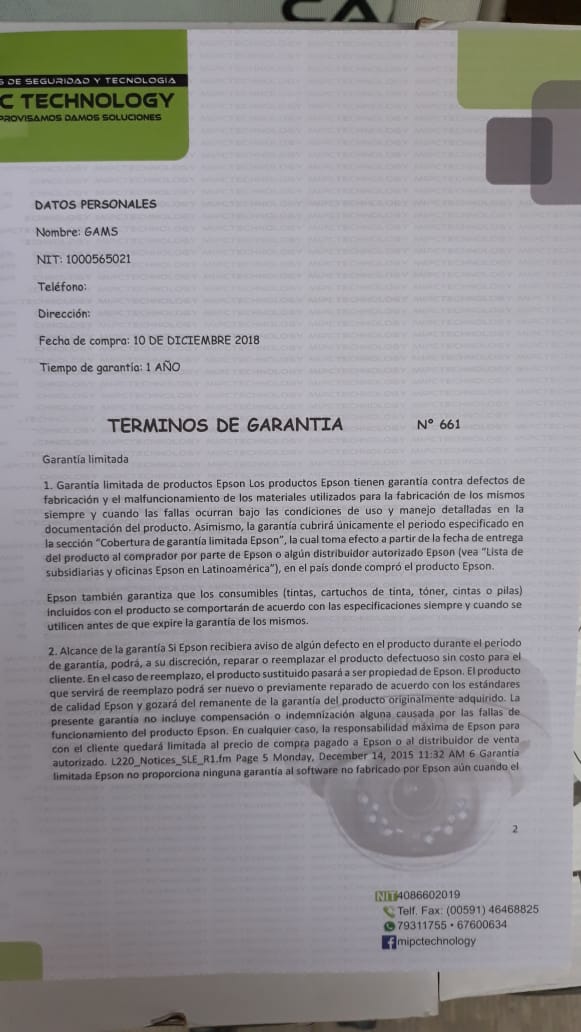 S DE SEGURIDAD Y TECNOLOGIA
C TECHNOLOGY
PROVISAMOS DAMOS SOLUCIONES
DATOS PERSONALES
Nombre: GAMS
NIT: 1000565021
Teléfono:
Dirección:
Fecha de compra: 10 DE DICIEMBRE 2018
Tiempo de garantía: 1 AÑO
TERMINOS DE GARANTIA N° 661
Garantía limitada
1. Garantía limitada de productos Epson Los productos Epson tienen garantía contra defectos de
fabricación y el malfuncionamiento de los materiales utilizados para la fabricación de los mismos
siempre y cuando las fallas ocurran bajo las condiciones de uso y manejo detalladas en la
documentación del producto. Asimismo, la garantía cubrirá únicamente el periodo especificado en
la sección "Cobertura de garantía limitada Epson", la cual toma efecto a partir de la fecha de entrega
del producto al comprador por parte de Epson o algún distribuidor autorizado Epson (vea "Lista de
subsidiarias y oficinas Epson en Latinoamérica"), en el país donde compró el producto Epson.
Epson también garantiza que los consumibles (tintas, cartuchos de tinta, tóner, cintas o pilas)
incluidos con el producto se comportarán de acuerdo con las especificaciones siempre y cuando se
utilicen antes de que expire la garantía de los mismos.
2. Alcance de la garantía Si Epson recibiera aviso de algún defecto en el producto durante el periodo
de garantía, podrá, a su discreción, reparar o reemplazar el producto defectuoso sin costo para el
cliente. En el caso de reemplazo, el producto sustituido pasará a ser propiedad de Epson. El producto
que servirá de reemplazo podrá ser nuevo o previamente reparado de acuerdo con los estándares
de calidad Epson y gozará del remanente de la garantía del producto originalmente adquirido. La
presente garantía no incluye compensación o indemnización alguna causada por las fallas de
funcionamiento del producto Epson. En cualquier caso, la responsabilidad máxima de Epson para
con el cliente quedará limitada al precio de compra pagado a Epson o al distribuidor de venta
autorizado. L220_Notices_SLE_R1.fm Page 5 Monday, December 14, 2015 11:32 AM 6 Garantía
limitada Epson no proporciona ninguna garantía al software no fabricado por Epson aún cuando el
2
NIT 4086602019
Telf. Fax: (00591) 46468825
79311755 • 67600634
mipctechnology